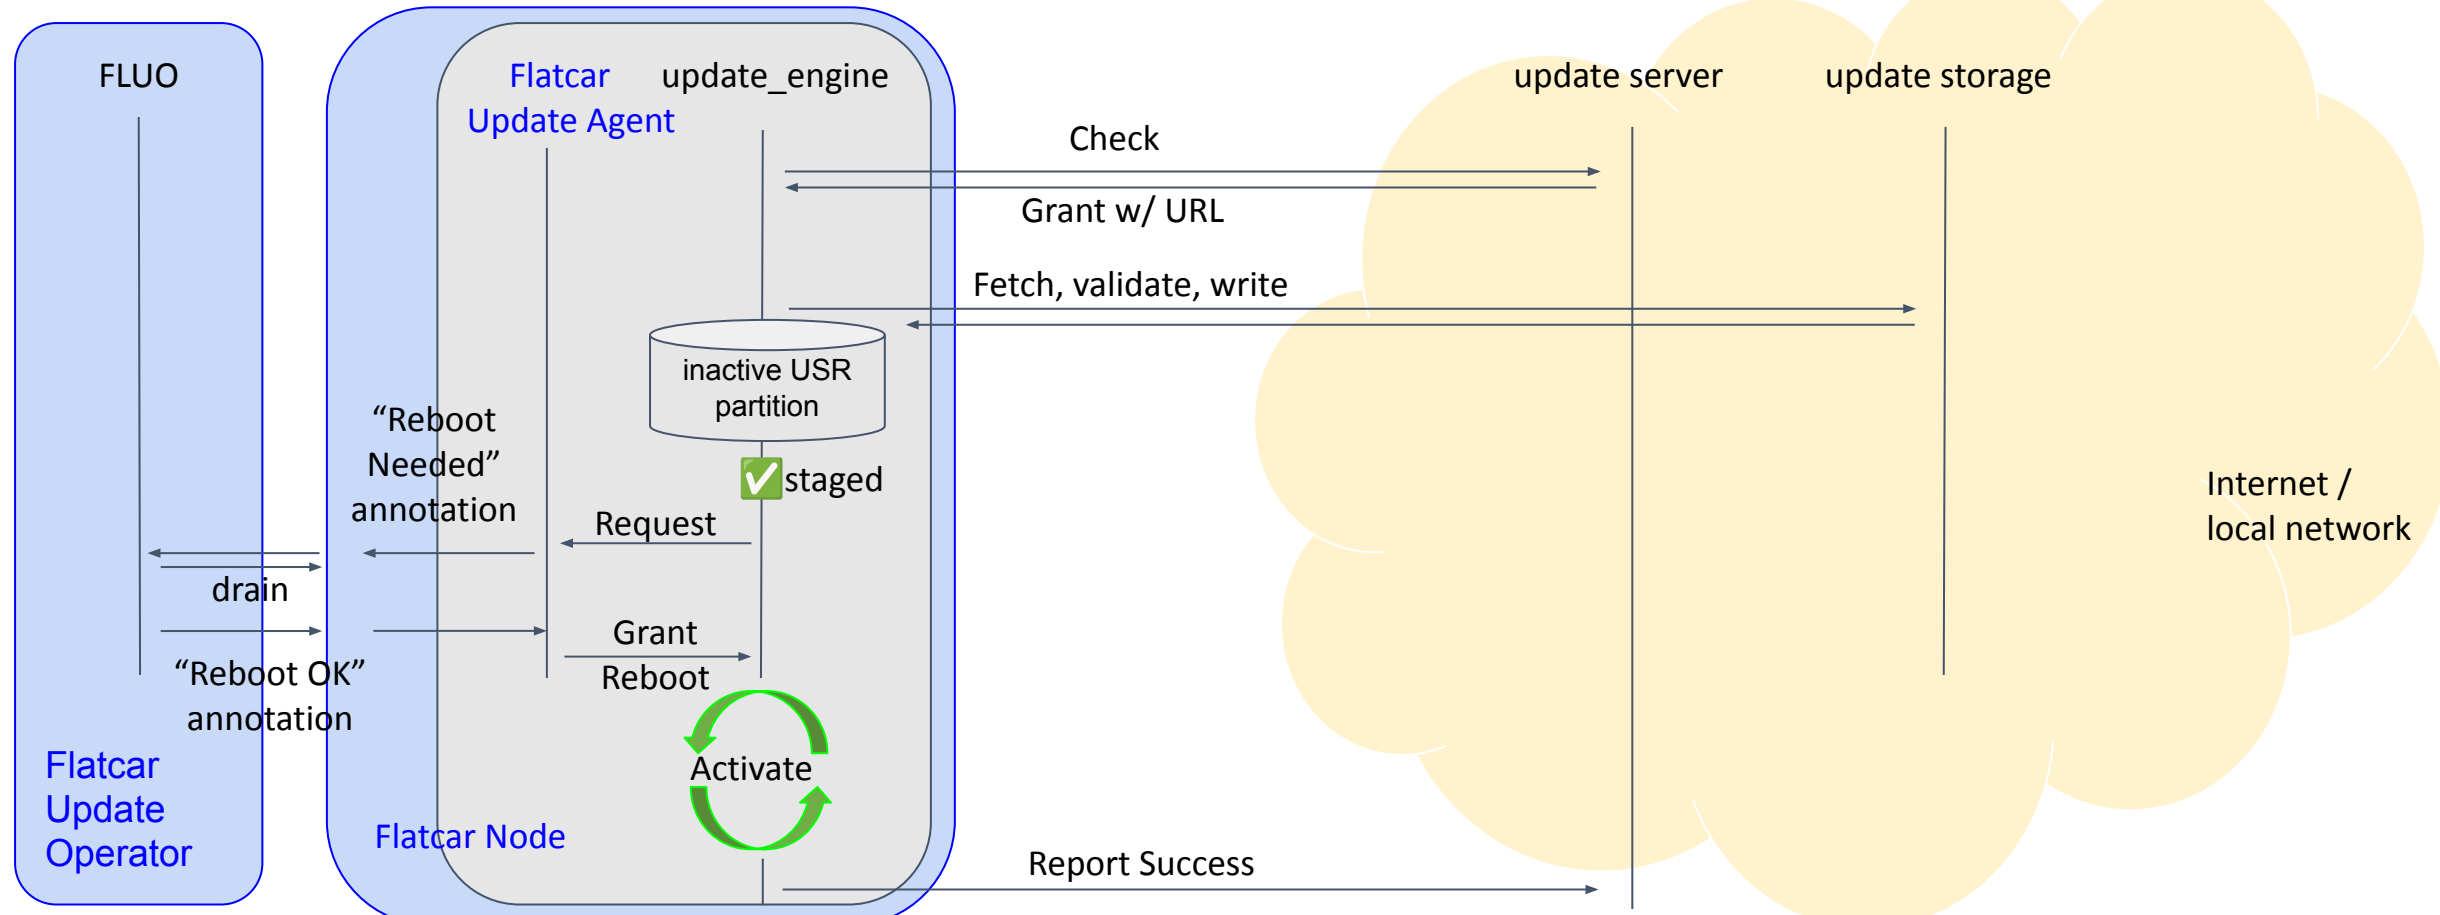 FLUO
Flatcar
Update Agent
update_engine
update server
update storage
Check
Grant w/ URL
Fetch, validate, write
inactive USR
partition
“Reboot
Needed”
annotation
staged
Request
drain
Grant
Reboot
“Reboot OK”
annotation
Activate
Flatcar
Update
Operator
Flatcar Node
Report Success
Internet /
local network